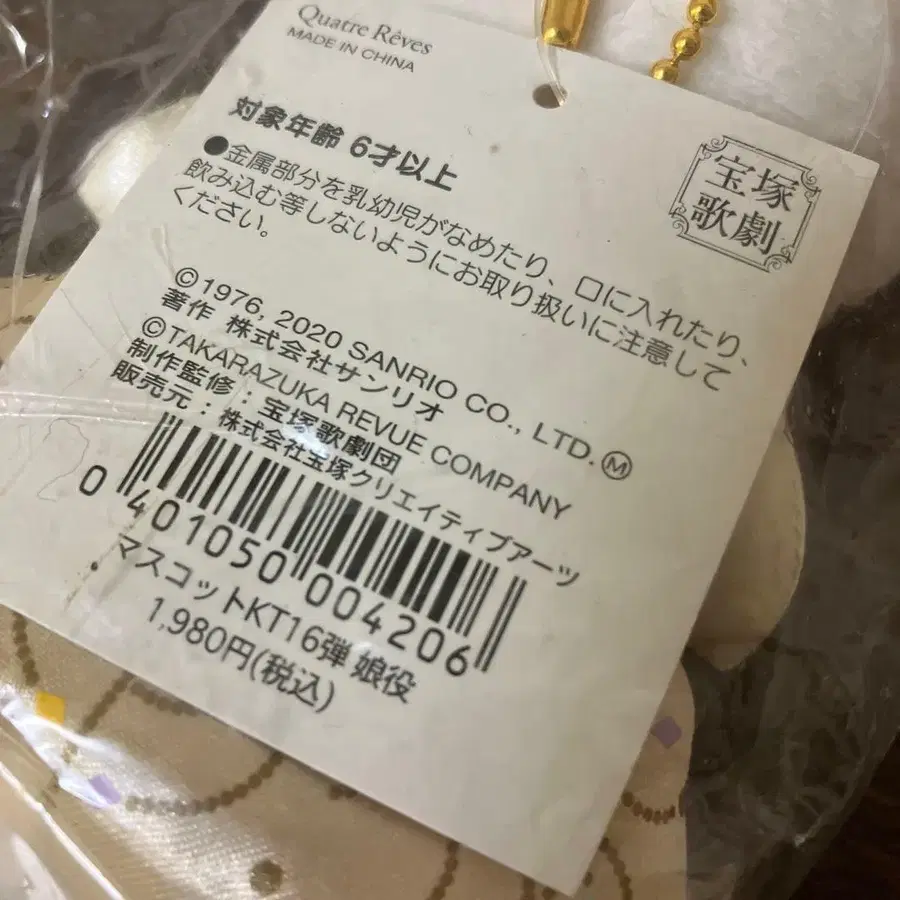 Quatre Rêves
MADE IN CHINA
宝塚
歌劇
対象年齢 6才以上
●金属部分を乳幼児がなめたり、口に入れたり、
飲み込む等しないようにお取り扱いに注意して
ください。
©1976, 2020 SANRIO CO., LTD.Ⓜ
著作 株式会社サンリオ
©TAKARAZUKA REVUE COMPANY
制作監修：宝塚歌劇団
販売元：株式会社宝塚クリエイティブアーツ
0 401050 004206
マスコットKT16弾 娘役
1,980円(税込)